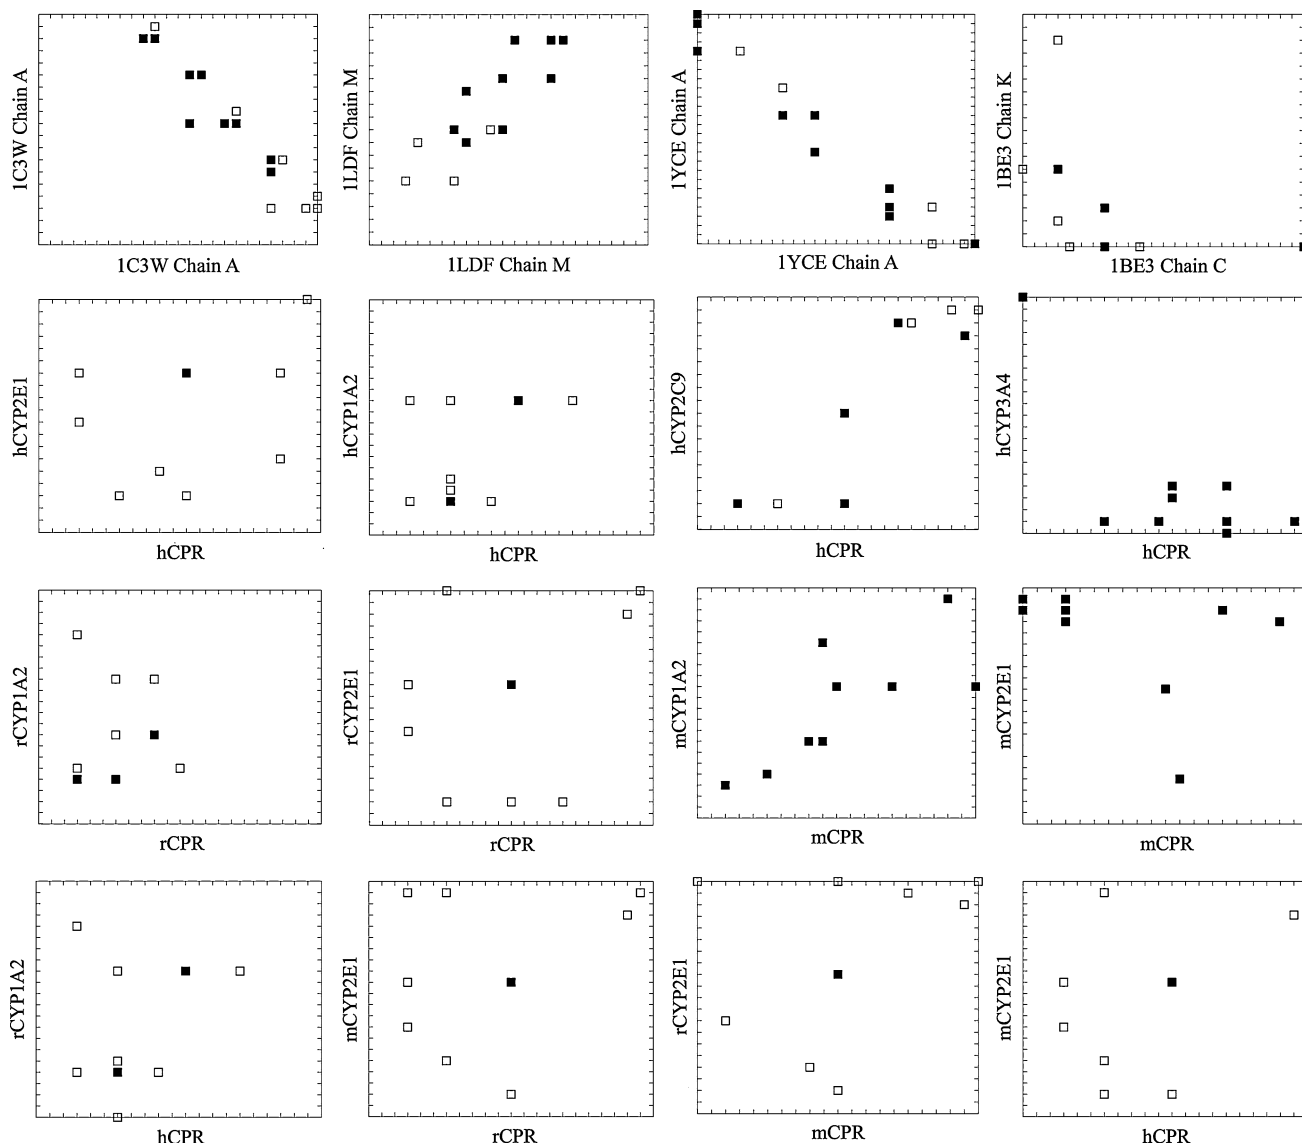 1C3W Chain A
1C3W Chain A
1LDF Chain M
1LDF Chain M
1YCE Chain A
1YCE Chain A
1BE3 Chain K
1BE3 Chain C
hCYP2E1
hCPR
hCYP1A2
hCPR
hCYP2C9
hCPR
hCYP3A4
hCPR
rCYP1A2
rCPR
rCYP2E1
rCPR
mCYP1A2
mCPR
mCYP2E1
mCPR
rCYP1A2
hCPR
mCYP2E1
rCPR
rCYP2E1
mCPR
mCYP2E1
hCPR